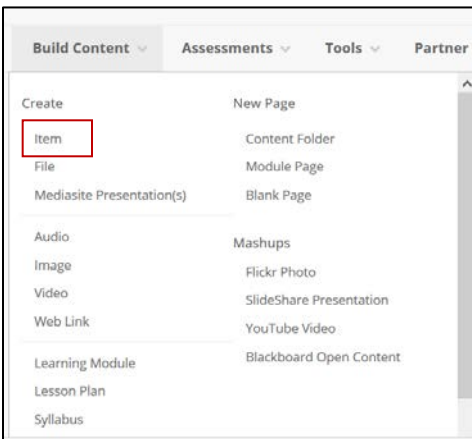 Build Content Assessments Tools Partner
Create
Item
File
Mediasite Presentation(s)
Audio
Image
Video
Web Link
Learning Module
Lesson Plan
Syllabus
New Page
Content Folder
Module Page
Blank Page
Mashups
Flickr Photo
SlideShare Presentation
YouTube Video
Blackboard Open Content